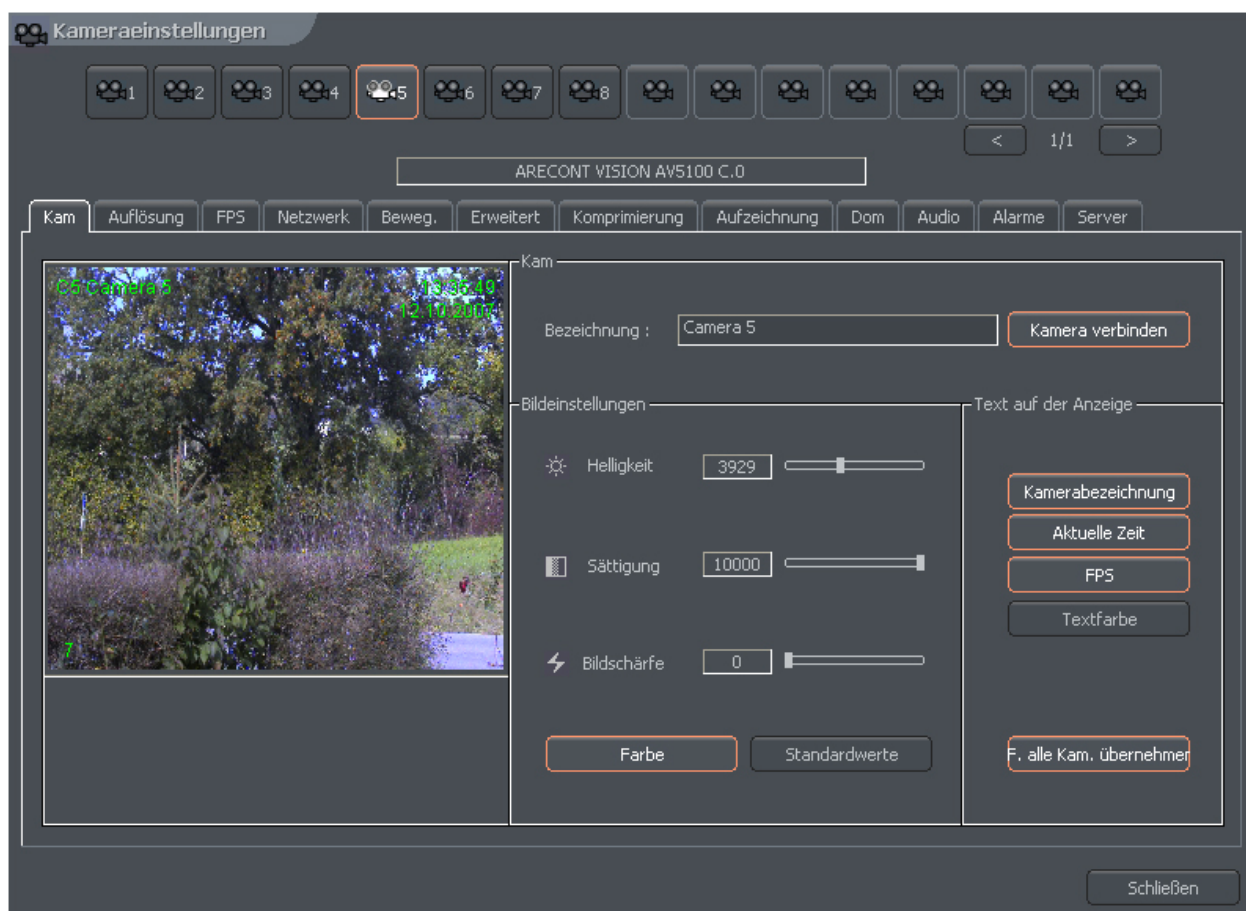 Kameraeinstellungen
1 2 3 4 5 6 7 8
< 1/1 >
ARECONT VISION AV5100 C.0
Kam Auflösung FPS Netzwerk Beweg. Erweitert Komprimierung Aufzeichnung Dom Audio Alarme Server
C5 Camera 5
13:35:49
12.10.2007
7
Kam
Bezeichnung : Camera 5 Kamera verbinden
Bildeinstellungen
Helligkeit 3929
Sättigung 10000
Bildschärfe 0
Farbe Standardwerte
Text auf der Anzeige
Kamerabezeichnung
Aktuelle Zeit
FPS
Textfarbe
F. alle Kam. übernehmen
Schließen